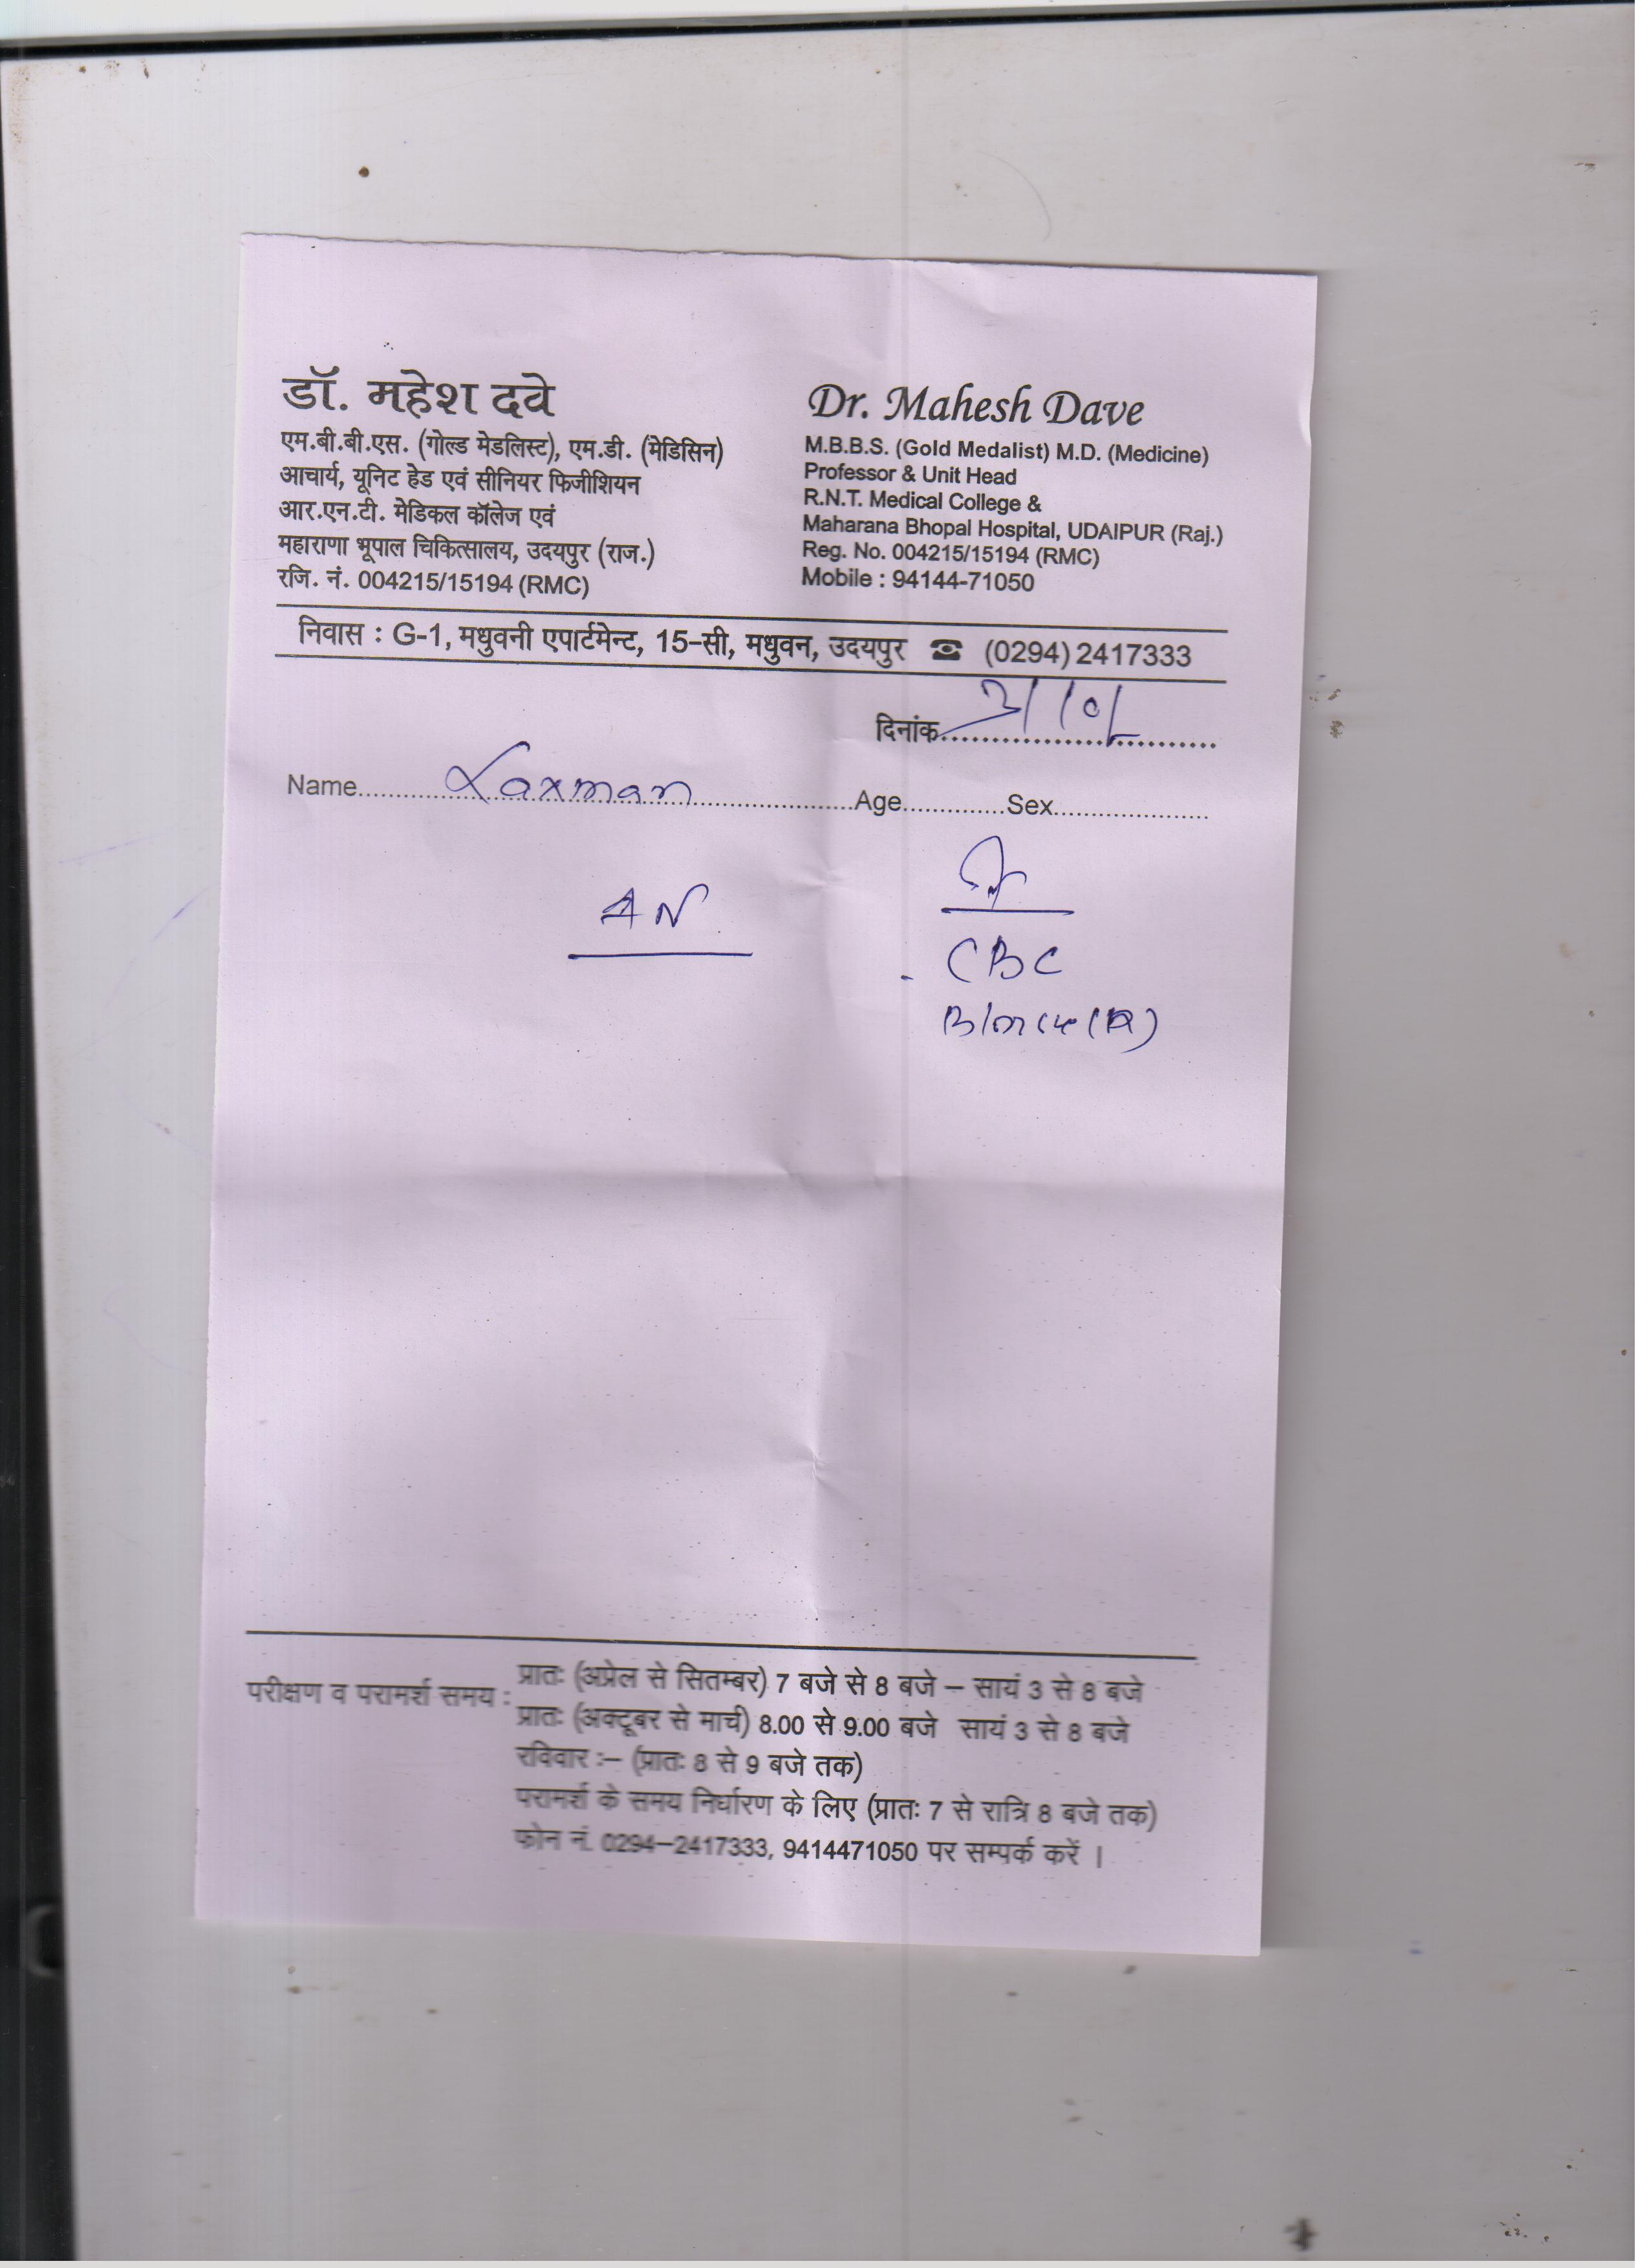 डॉ. महेश दवे
एम.बी.बी.एस. (गोल्ड मेडलिस्ट), एम.डी. (मेडिसिन)
आचार्य, यूनिट हेड एवं सीनियर फिजीशियन
आर.एन.टी. मेडिकल कॉलेज एवं
महाराणा भूपाल चिकित्सालय, उदयपुर (राज.)
रजि. नं. 004215/15194 (RMC)
Dr. Mahesh Dave
M.B.B.S. (Gold Medalist) M.D. (Medicine)
Professor & Unit Head
R.N.T. Medical College &
Maharana Bhopal Hospital, UDAIPUR (Raj.)
Reg. No. 004215/15194 (RMC)
Mobile : 94144-71050
निवास : G-1, मधुवनी एपार्टमेन्ट, 15-सी, मधुवन, उदयपुर ☎ (0294) 2417333
दिनांक
Name Laxman Age Sex
CBC
परीक्षण व परामर्श समय : प्रातः (अप्रेल से सितम्बर) 7 बजे से 8 बजे – सायं 3 से 8 बजे
प्रातः (अक्टूबर से मार्च) 8.00 से 9.00 बजे सायं 3 से 8 बजे
रविवार :– (प्रातः 8 से 9 बजे तक)
परामर्श के समय निर्धारण के लिए (प्रातः 7 से रात्रि 8 बजे तक)
फोन नं. 0294–2417333, 9414471050 पर सम्पर्क करें ।